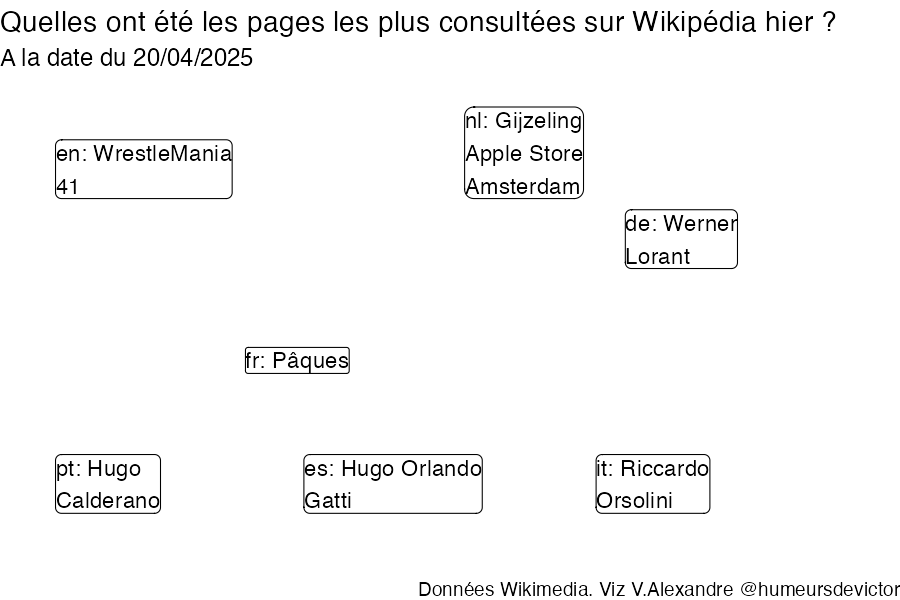 Quelles ont été les pages les plus consultées sur Wikipédia hier ?
A la date du 20/04/2025
en: WrestleMania
41
nl: Gijzeling
Apple Store
Amsterdam
de: Werner
Lorant
fr: Pâques
pt: Hugo
Calderano
es: Hugo Orlando
Gatti
it: Riccardo
Orsolini
Données Wikimedia. Viz V.Alexandre @humeursdevictor